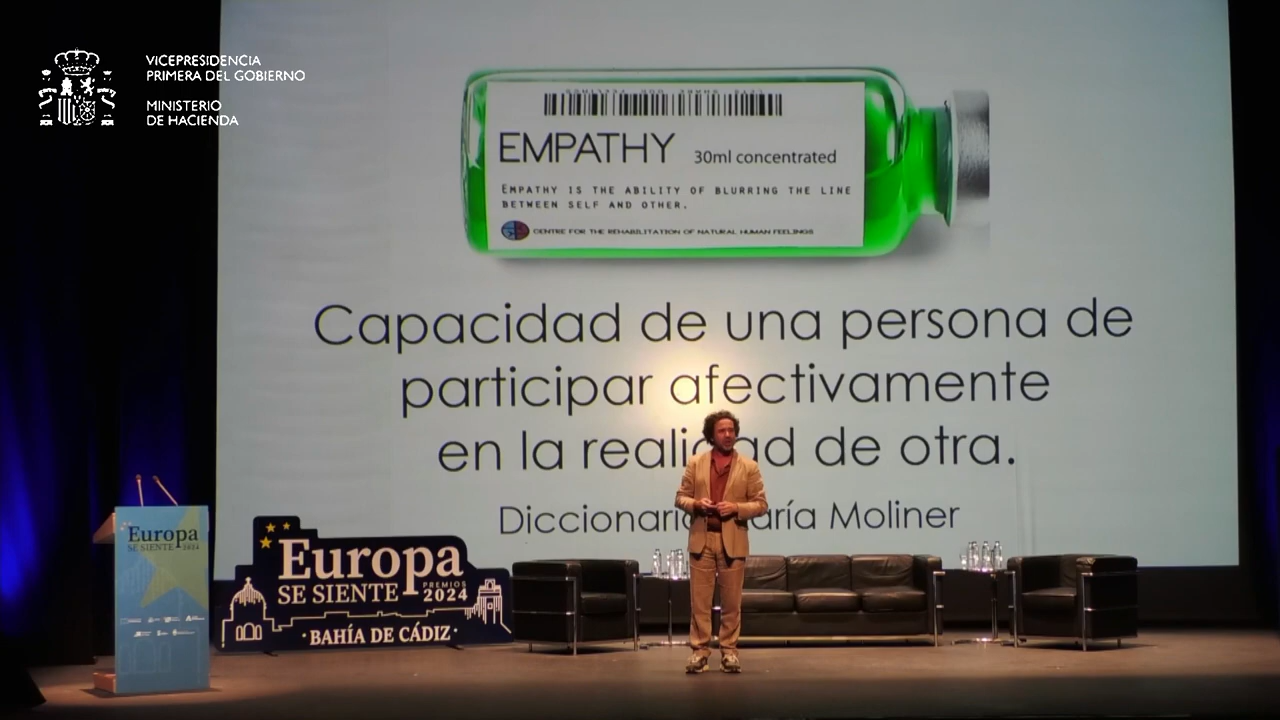 VICEPRESIDENCIA
PRIMERA DEL GOBIERNO
MINISTERIO
DE HACIENDA
EMPATHY 30ml concentrated
EMPATHY IS THE ABILITY OF BLURRING THE LINE
BETWEEN SELF AND OTHER.
CENTRE FOR THE REHABILITATION OF NATURAL HUMAN FEELINGS
Capacidad de una persona de
participar afectivamente
en la realidad de otra.
Diccionario María Moliner
Europa
SE SIENTE 2024
Europa
SE SIENTE PREMIOS 2024
· BAHÍA DE CÁDIZ ·